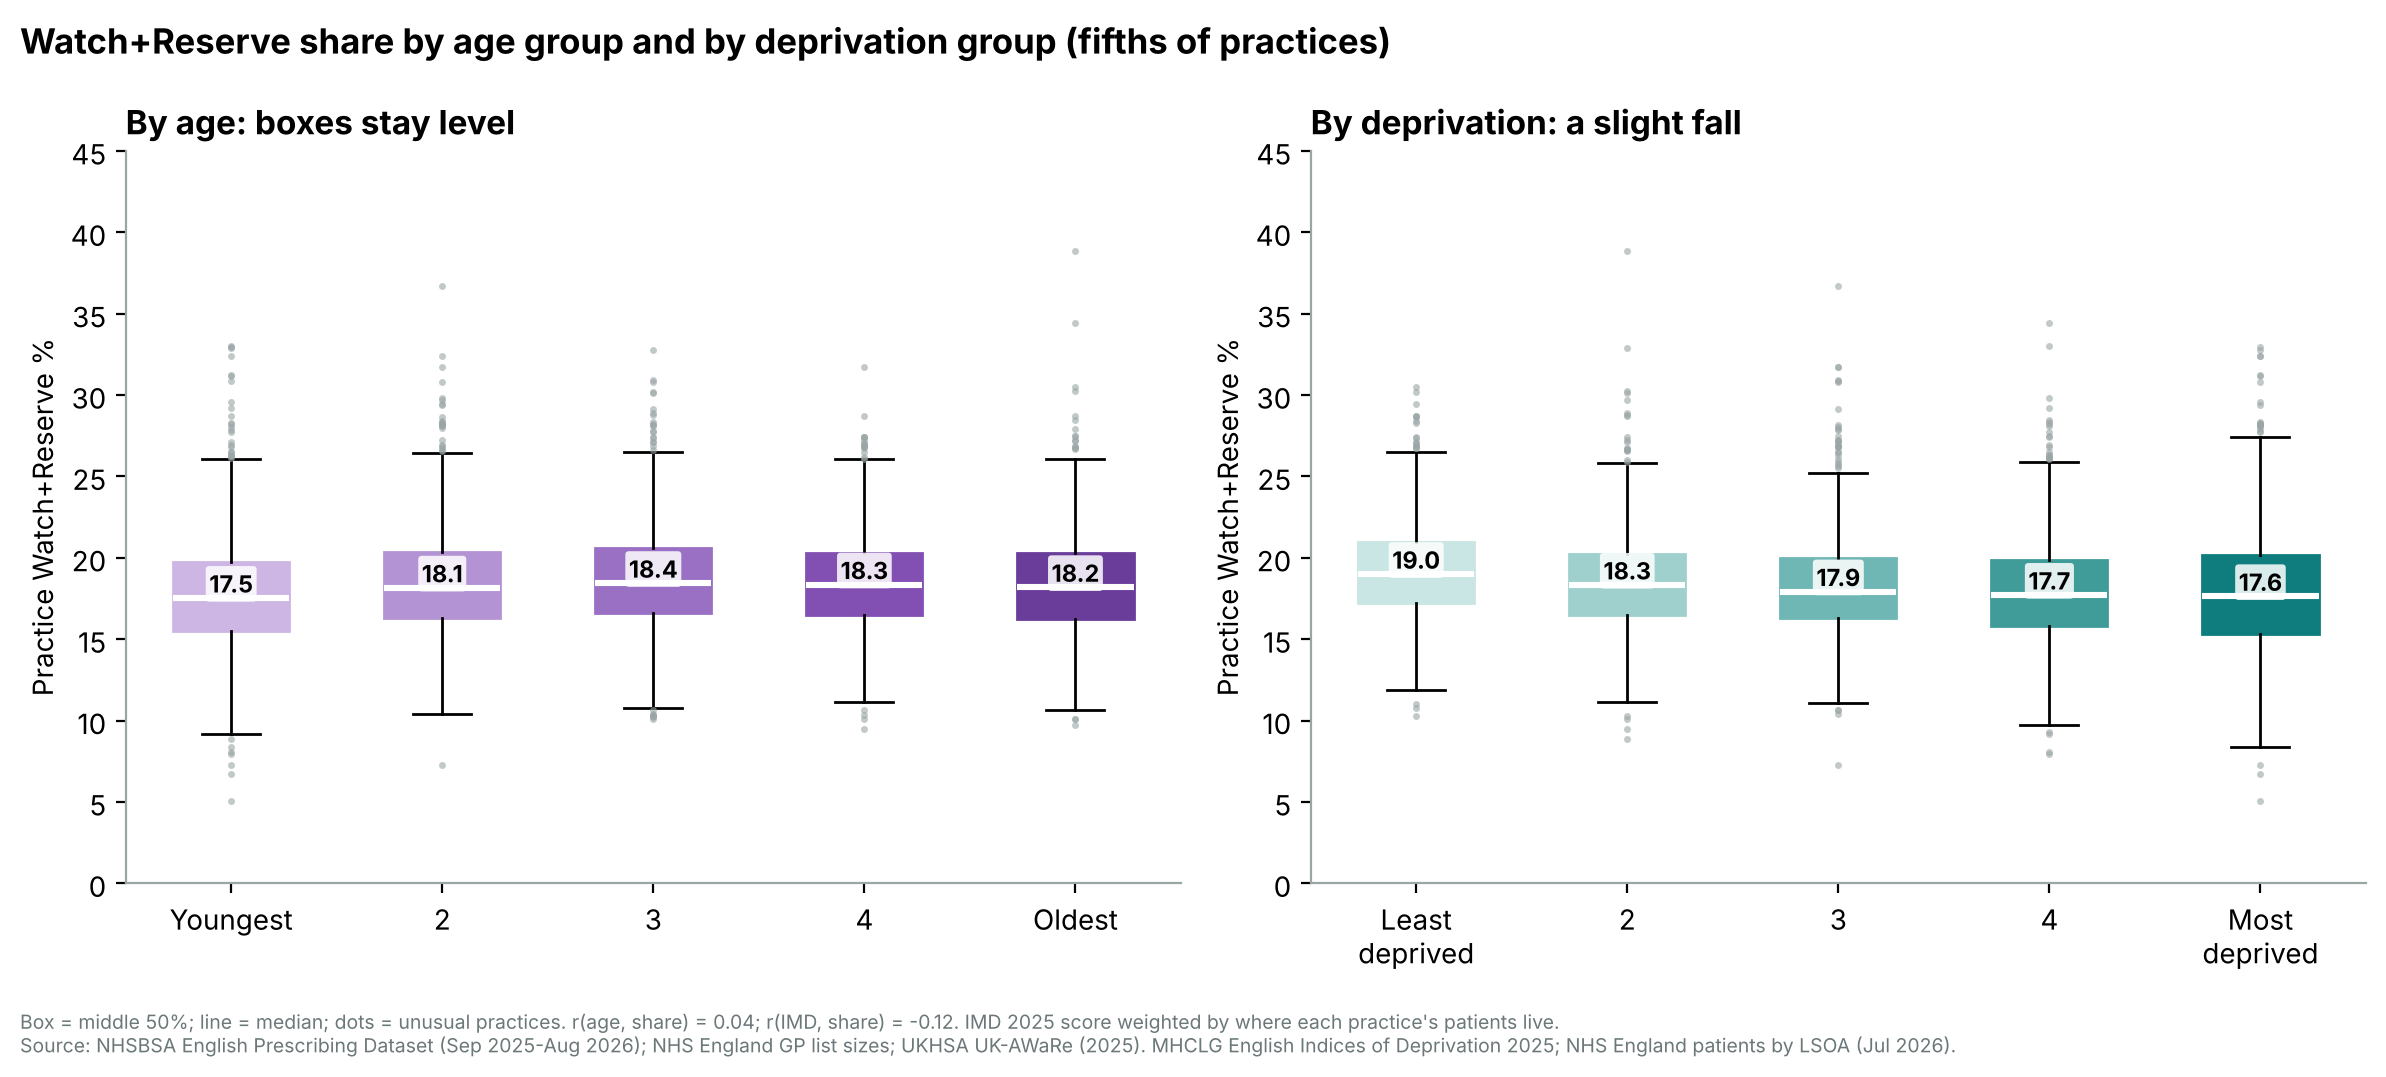 Watch+Reserve share by age group and by deprivation group (fifths of practices)
By age: boxes stay level
Practice Watch+Reserve %
45
40
35
30
25
20
15
10
5
0
17.5
18.1
18.4
18.3
18.2
Youngest
2
3
4
Oldest
By deprivation: a slight fall
Practice Watch+Reserve %
45
40
35
30
25
20
15
10
5
0
19.0
18.3
17.9
17.7
17.6
Least
deprived
2
3
4
Most
deprived
Box = middle 50%; line = median; dots = unusual practices. r(age, share) = 0.04; r(IMD, share) = -0.12. IMD 2025 score weighted by where each practice's patients live.
Source: NHSBSA English Prescribing Dataset (Sep 2025-Aug 2026); NHS England GP list sizes; UKHSA UK-AWaRe (2025). MHCLG English Indices of Deprivation 2025; NHS England patients by LSOA (Jul 2026).